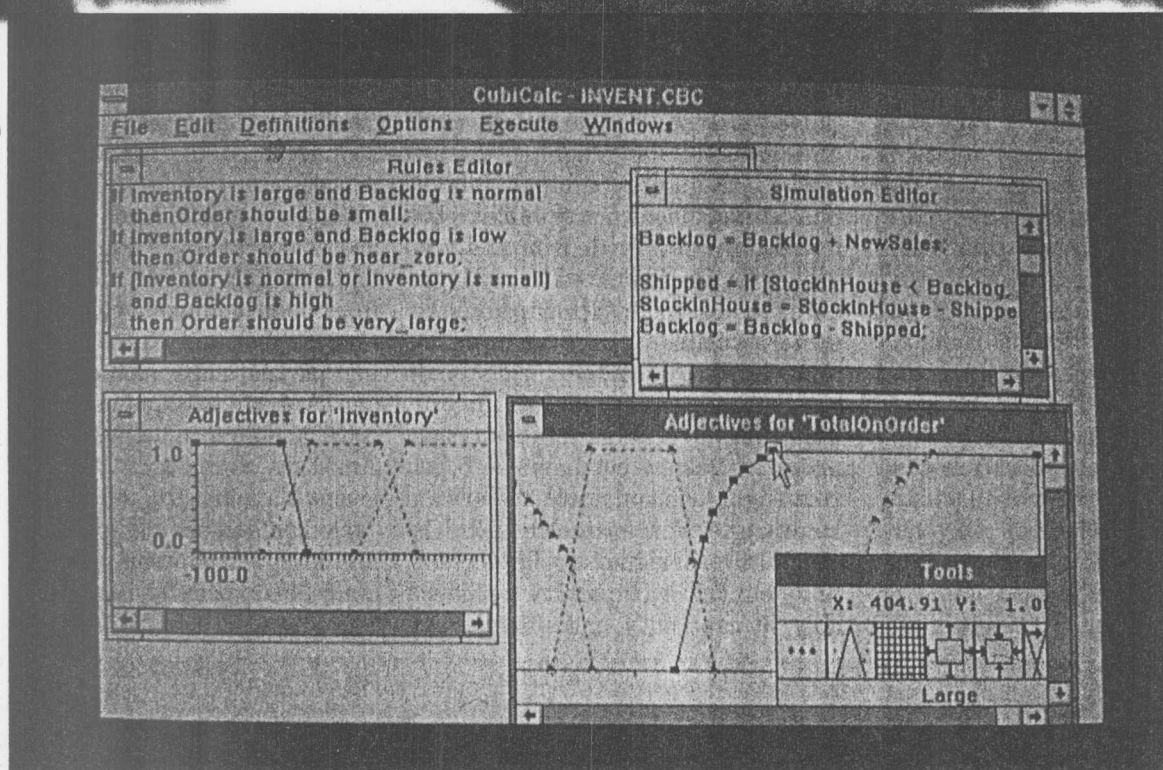 CubiCalc - INVENT.CBC
File Edit Definitions Options Execute Windows
Rules Editor
If Inventory is large and Backlog is normal
thenOrder should be small;
If Inventory is large and Backlog is low
then Order should be near_zero;
If (Inventory is normal or Inventory is small)
and Backlog is high
then Order should be very_large;
Simulation Editor
Backlog = Backlog + NewSales;
Shipped = if (StockInHouse < Backlog,
StockInHouse = StockInHouse - Shippe
Backlog = Backlog - Shipped;
Adjectives for 'Inventory'
1.0
0.0
-100.0
Adjectives for 'TotalOnOrder'
Tools
X: 404.91 Y: 1.0
Large